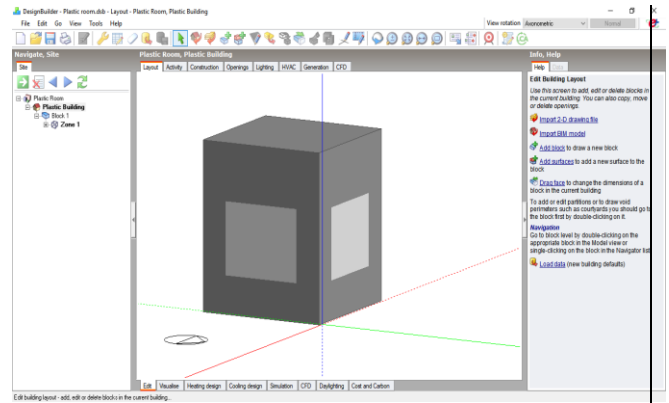 DesignBuilder - Plastic room.dsb - Layout - Plastic Room, Plastic Building
File Edit Go View Tools Help
View rotation Axonometric Normal File
Navigate, Site
Plastic Room, Plastic Building
Info, Help
Site
Layout Activity Construction Openings Lighting HVAC Generation CFD
Help Data
Plastic Room
Plastic Building
Block 1
Zone 1
Edit Building Layout
Use this screen to add, edit or delete blocks in
the current building. You can also copy, move
or delete openings.
Import 2-D drawing file
Import BIM model
Add block to draw a new block
Add surfaces to add a new surface to the
block
Drag face to change the dimensions of a
block in the current building
To add or edit partitions or to draw void
perimeters such as courtyards you should go to
the block first by double-clicking on it.
Navigation
Go to block level by double-clicking on the
appropriate block in the Model view or
single-clicking on the block in the Navigator list
Load data (new building defaults)
Edit Visualise Heating design Cooling design Simulation CFD Daylighting Cost and Carbon
Edit building layout - add, edit or delete blocks in the current building...